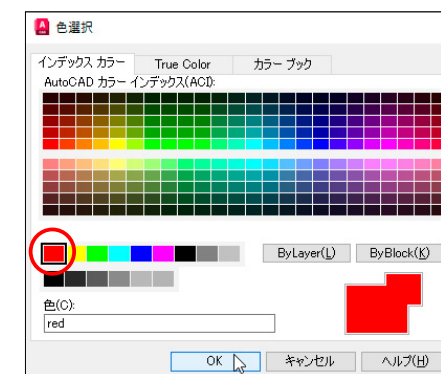 色選択
インデックス カラー True Color カラー ブック
AutoCAD カラー インデックス(ACI):
ByLayer(L) ByBlock(K)
色(C):
red
OK キャンセル ヘルプ(H)